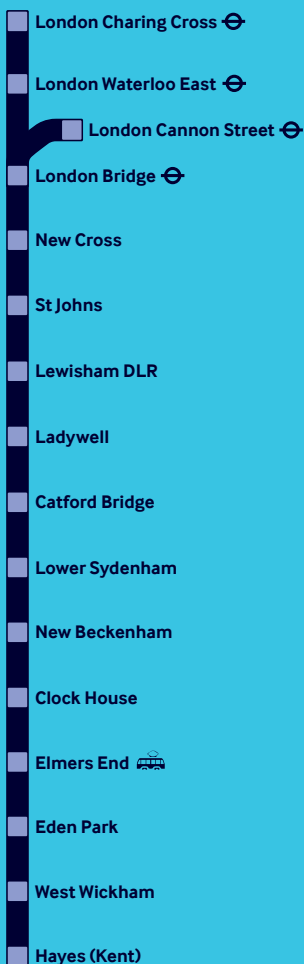 London Charing Cross
London Waterloo East
London Cannon Street
London Bridge
New Cross
St Johns
Lewisham DLR
Ladywell
Catford Bridge
Lower Sydenham
New Beckenham
Clock House
Elmers End
Eden Park
West Wickham
Hayes (Kent)